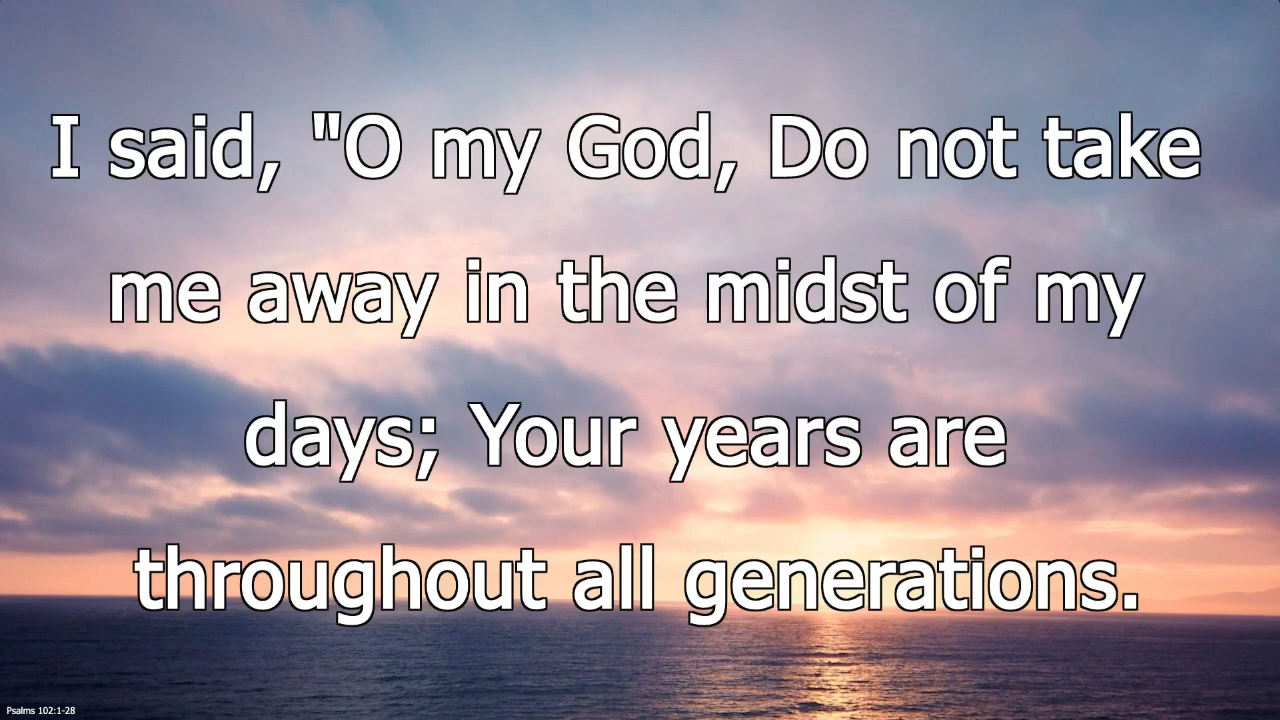 I said, "O my God, Do not take
me away in the midst of my
days; Your years are
throughout all generations.
Psalms 102:1-28